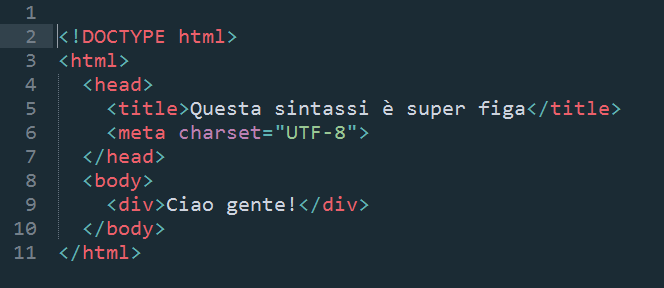 1
2 <!DOCTYPE html>
3 <html>
4 <head>
5 <title>Questa sintassi è super figa</title>
6 <meta charset="UTF-8">
7 </head>
8 <body>
9 <div>Ciao gente!</div>
10 </body>
11 </html>